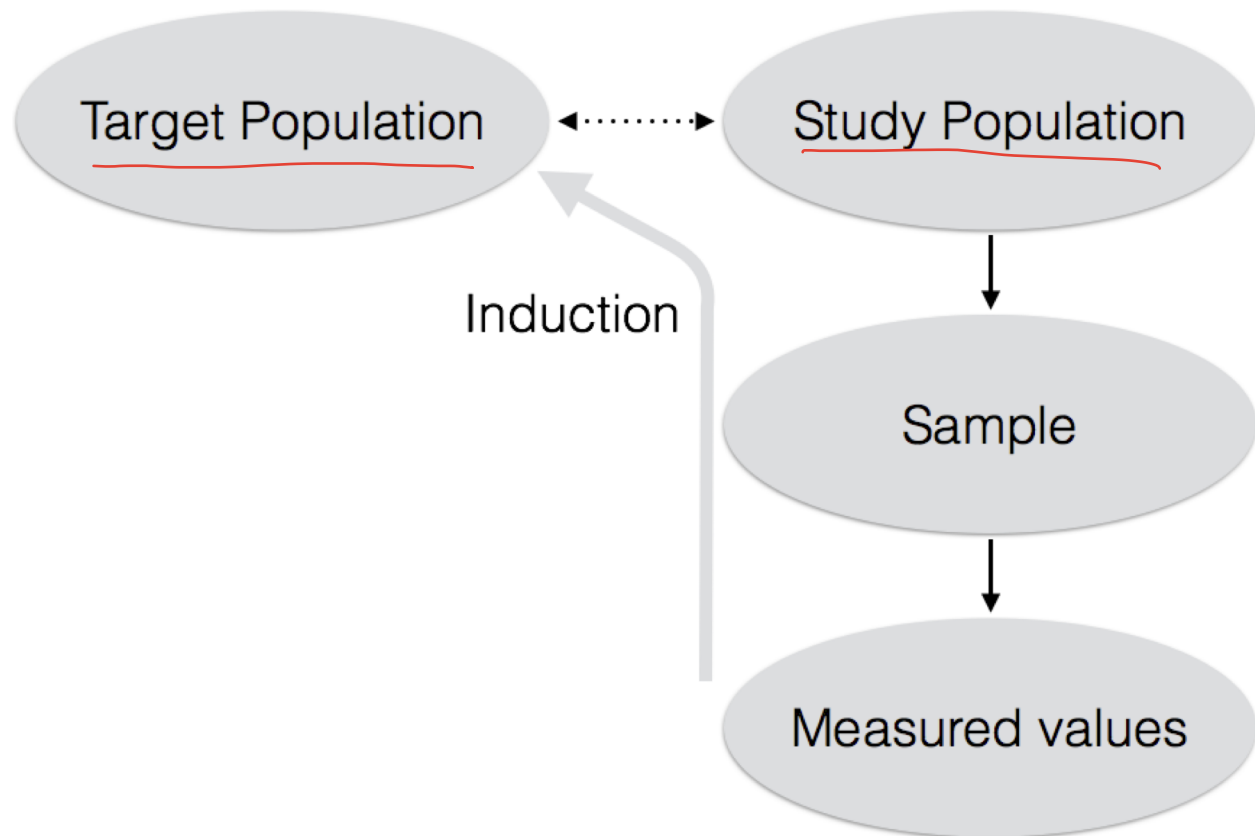 Target Population
Study Population
Induction
Sample
Measured values